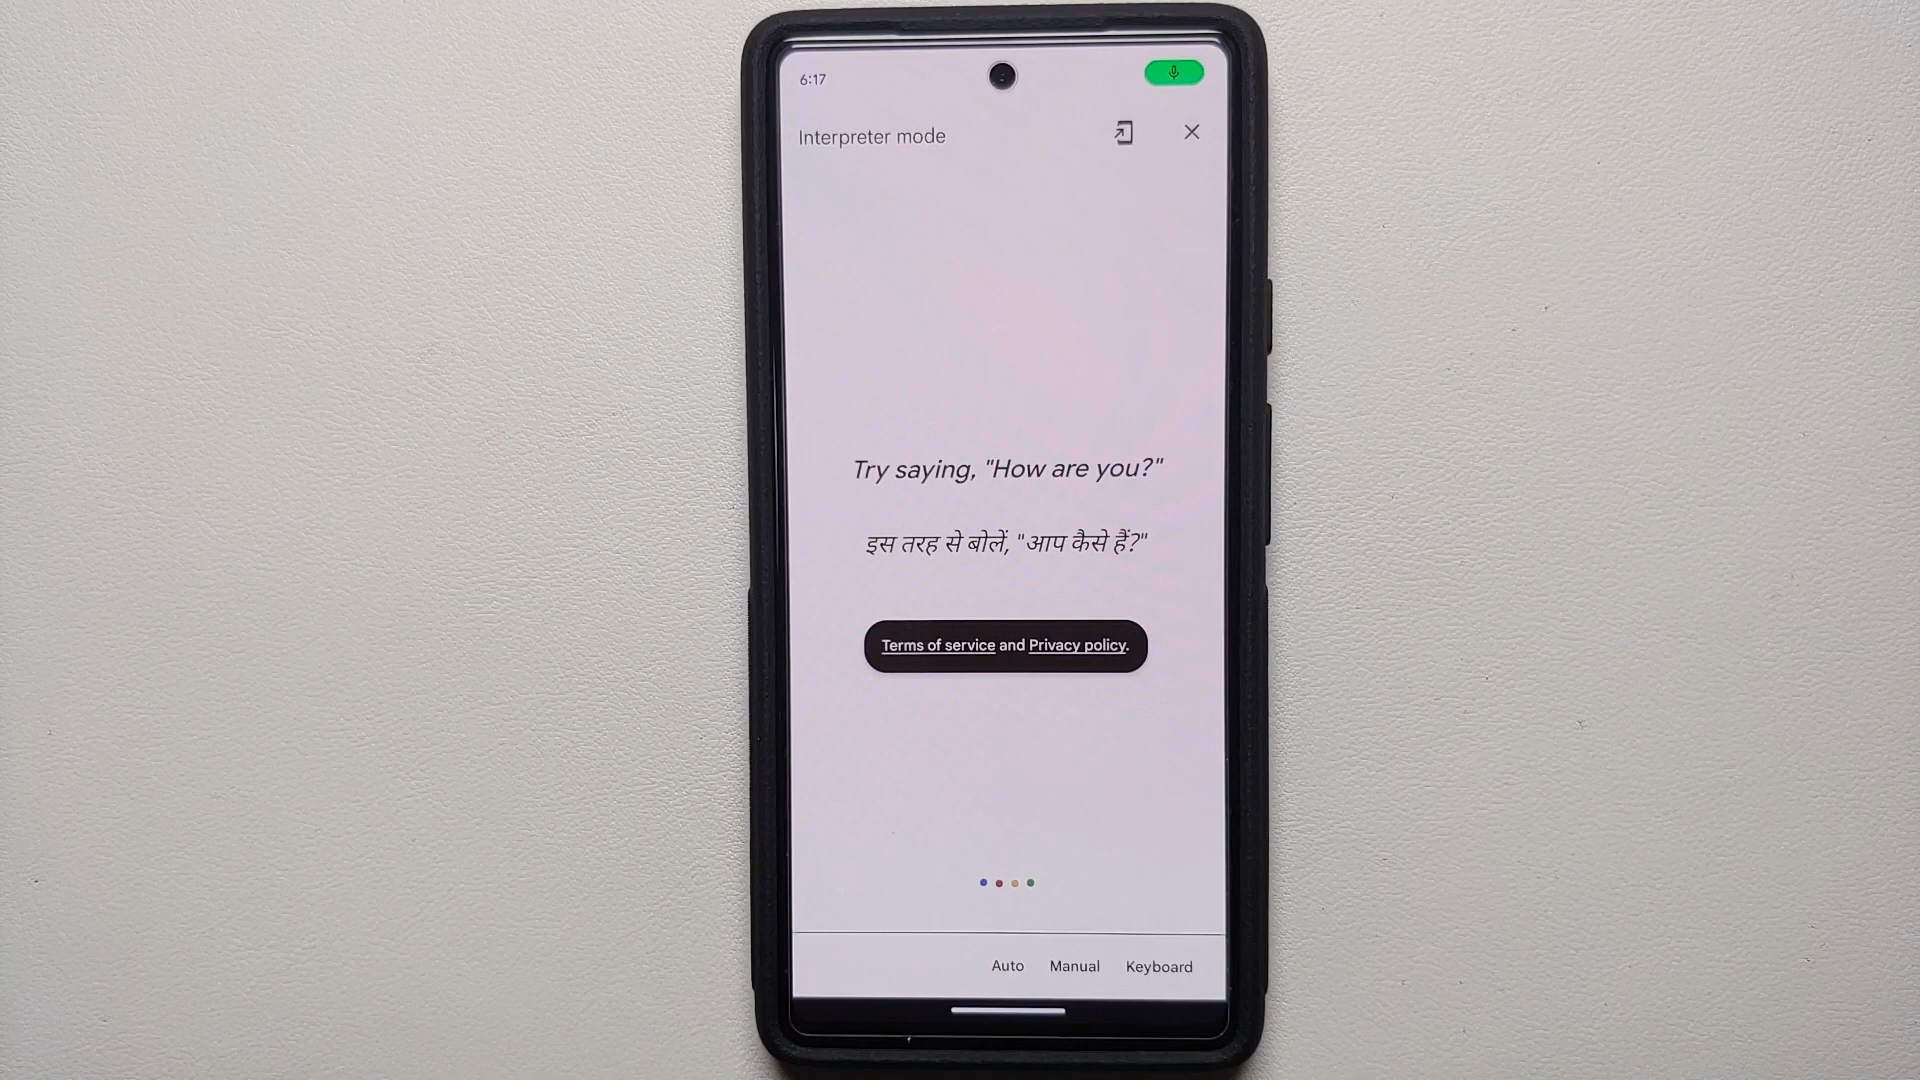 6:17
Interpreter mode
Try saying, "How are you?"
इस तरह से बोलें, "आप कैसे हैं?"
Terms of service and Privacy policy.
Auto Manual Keyboard